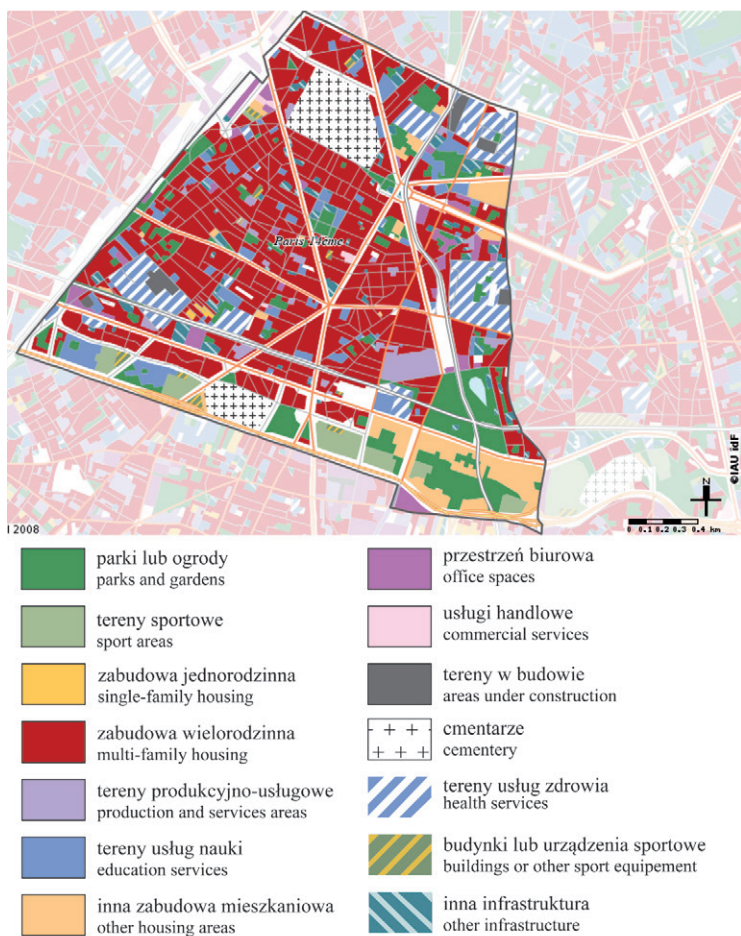 Paris 14ème
©IAU idF
N
0 0.1 0.2 0.3 0.4 km
I 2008
parki lub ogrody
parks and gardens
tereny sportowe
sport areas
zabudowa jednorodzinna
single-family housing
zabudowa wielorodzinna
multi-family housing
tereny produkcyjno-usługowe
production and services areas
tereny usług nauki
education services
inna zabudowa mieszkaniowa
other housing areas
przestrzeń biurowa
office spaces
usługi handlowe
commercial services
tereny w budowie
areas under construction
cmentarze
cementery
tereny usług zdrowia
health services
budynki lub urządzenia sportowe
buildings or other sport equipement
inna infrastruktura
other infrastructure